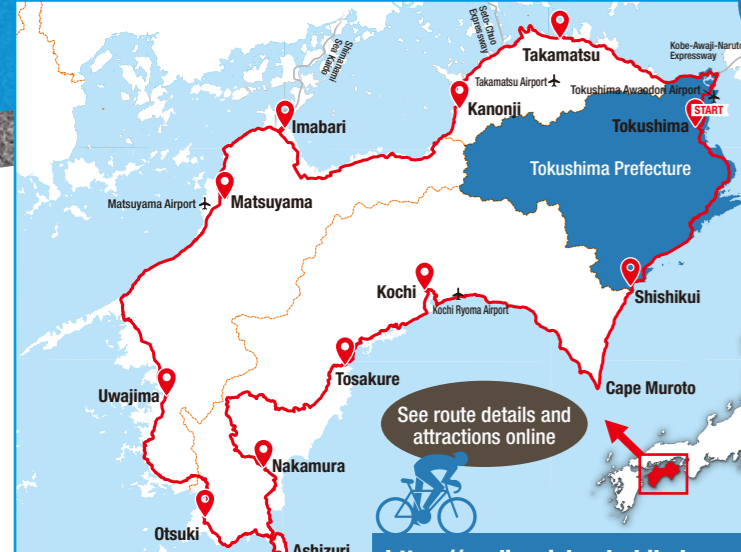 Seto-Chuo
Expressway
Kobe-Awaji-Naruto
Expressway
Shimanami
Sea Kaido
Takamatsu
Takamatsu Airport
Tokushima Awaodori Airport
Kanonji
START
Tokushima
Imabari
Tokushima Prefecture
Matsuyama Airport
Matsuyama
Kochi
Kochi Ryoma Airport
Shishikui
Tosakure
Cape Muroto
Uwajima
See route details and
attractions online
Nakamura
Otsuki
Ashizuri